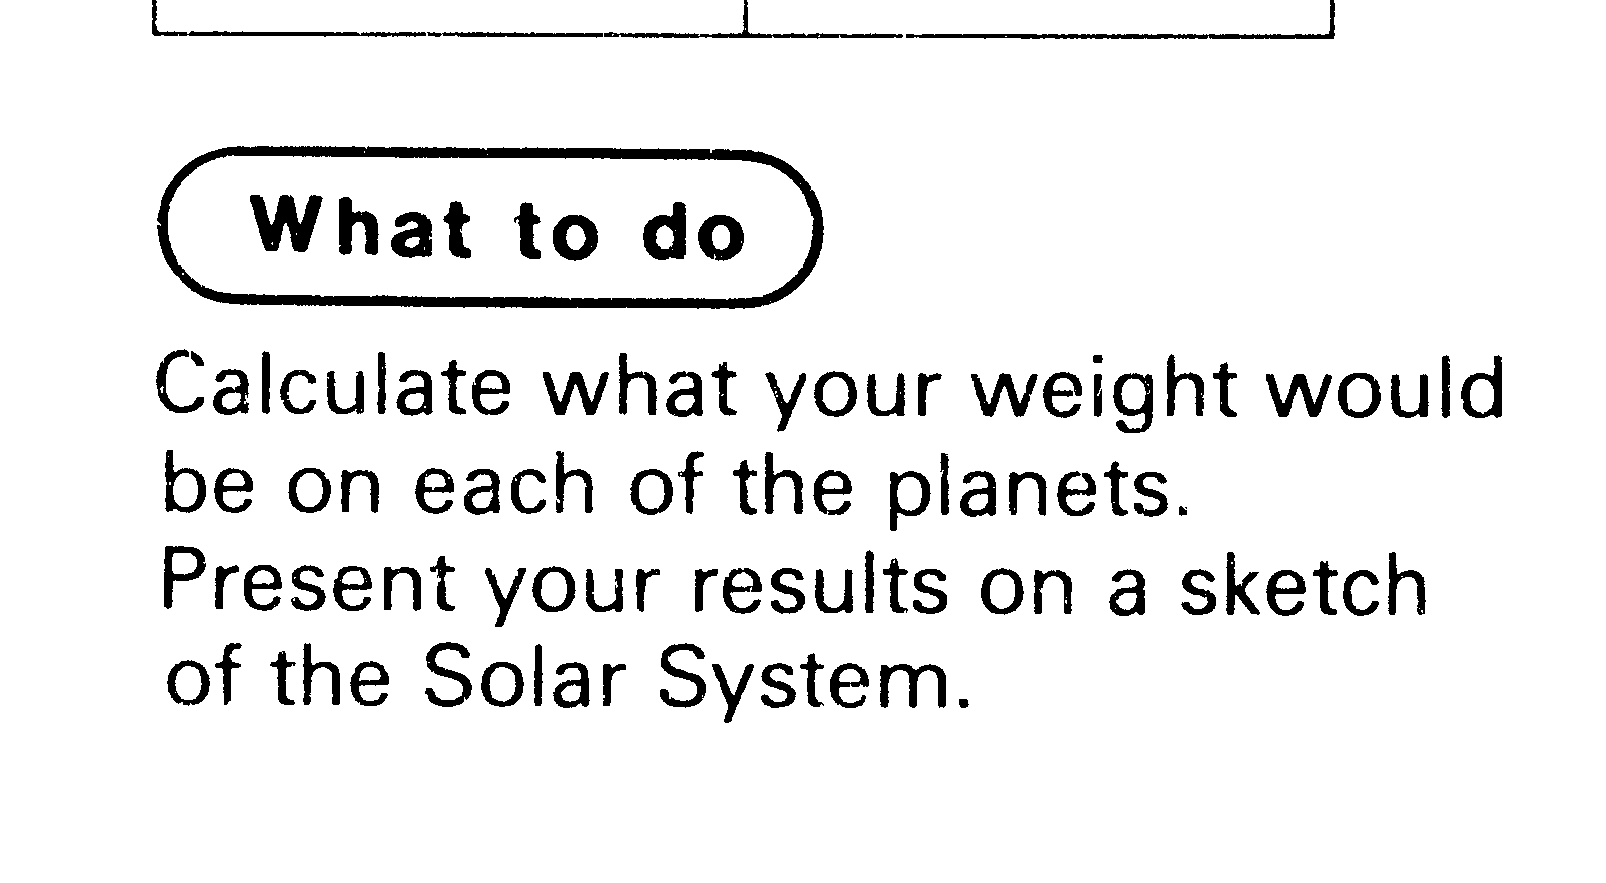 What to do
Calculate what your weight would
be on each of the planets.
Present your results on a sketch
of the Solar System.